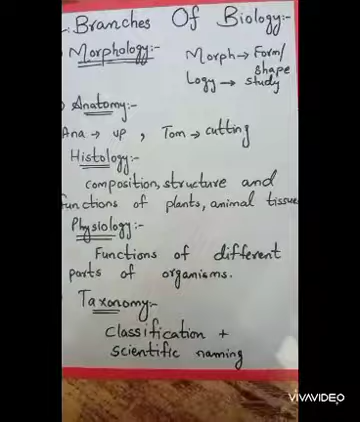 Branches Of Biology:-
Morphology:- Morph → Form/
shape
Logy → study
Anatomy:-
Ana → up , Tom → cutting
Histology:-
composition, structure and
functions of plants, animal tissue
Physiology:-
Functions of different
parts of organisms.
Taxonomy:-
Classification +
scientific naming
VIVAVIDEO